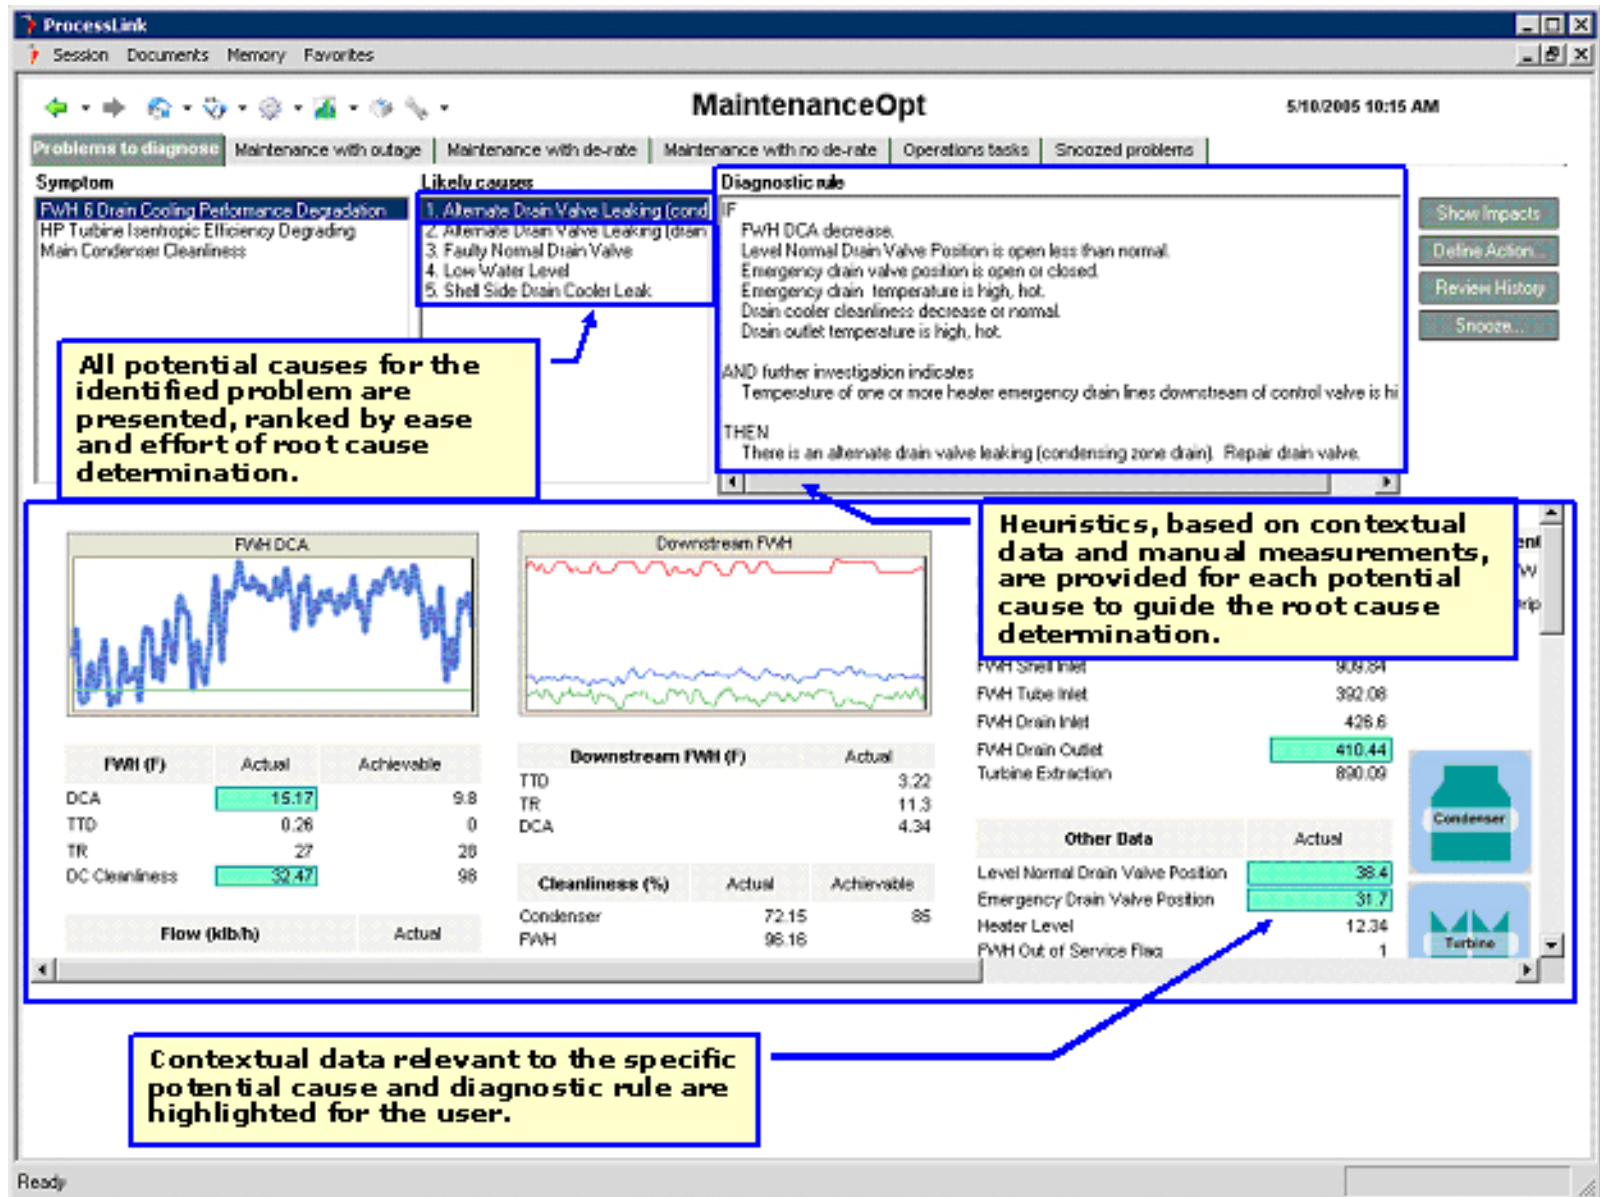 ProcessLink
Session Documents Memory Favorites
MaintenanceOpt
5/10/2005 10:15 AM
Problems to diagnose Maintenance with outage Maintenance with de-rate Maintenance with no de-rate Operations tasks Snoozed problems
Symptom
FWH 6 Drain Cooling Performance Degradation
HP Turbine Isentropic Efficiency Degrading
Main Condenser Cleanliness
Likely causes
1. Alternate Drain Valve Leaking (cond
2. Alternate Drain Valve Leaking (drain
3. Faulty Normal Drain Valve
4. Low Water Level
5. Shell Side Drain Cooler Leak
Diagnostic rule
IF
FWH DCA decrease.
Level Normal Drain Valve Position is open less than normal.
Emergency drain valve position is open or closed.
Emergency drain temperature is high, hot.
Drain cooler cleanliness decrease or normal.
Drain outlet temperature is high, hot.
AND further investigation indicates
Temperature of one or more heater emergency drain lines downstream of control valve is hi
THEN
There is an alternate drain valve leaking (condensing zone drain). Repair drain valve.
Show Impacts
Define Action...
Review History
Snooze...
All potential causes for the
identified problem are
presented, ranked by ease
and effort of root cause
determination.
Heuristics, based on contextual
data and manual measurements,
are provided for each potential
cause to guide the root cause
determination.
FWH DCA
Downstream FWH
FWH (F) Actual Achievable
DCA 15.17 9.8
TTD 0.26 0
TR 27 28
DC Cleanliness 32.47 98
Flow (klb/h) Actual
Downstream FWH (F) Actual
TTD 3.22
TR 11.3
DCA 4.34
Cleanliness (%) Actual Achievable
Condenser 72.15 85
FWH 96.16
FWH Shell Inlet 909.84
FWH Tube Inlet 392.08
FWH Drain Inlet 426.6
FWH Drain Outlet 410.44
Turbine Extraction 890.09
Other Data Actual
Level Normal Drain Valve Position 38.4
Emergency Drain Valve Position 31.7
Heater Level 12.34
FWH Out of Service Flag 1
Condenser
Turbine
Contextual data relevant to the specific
potential cause and diagnostic rule are
highlighted for the user.
Ready